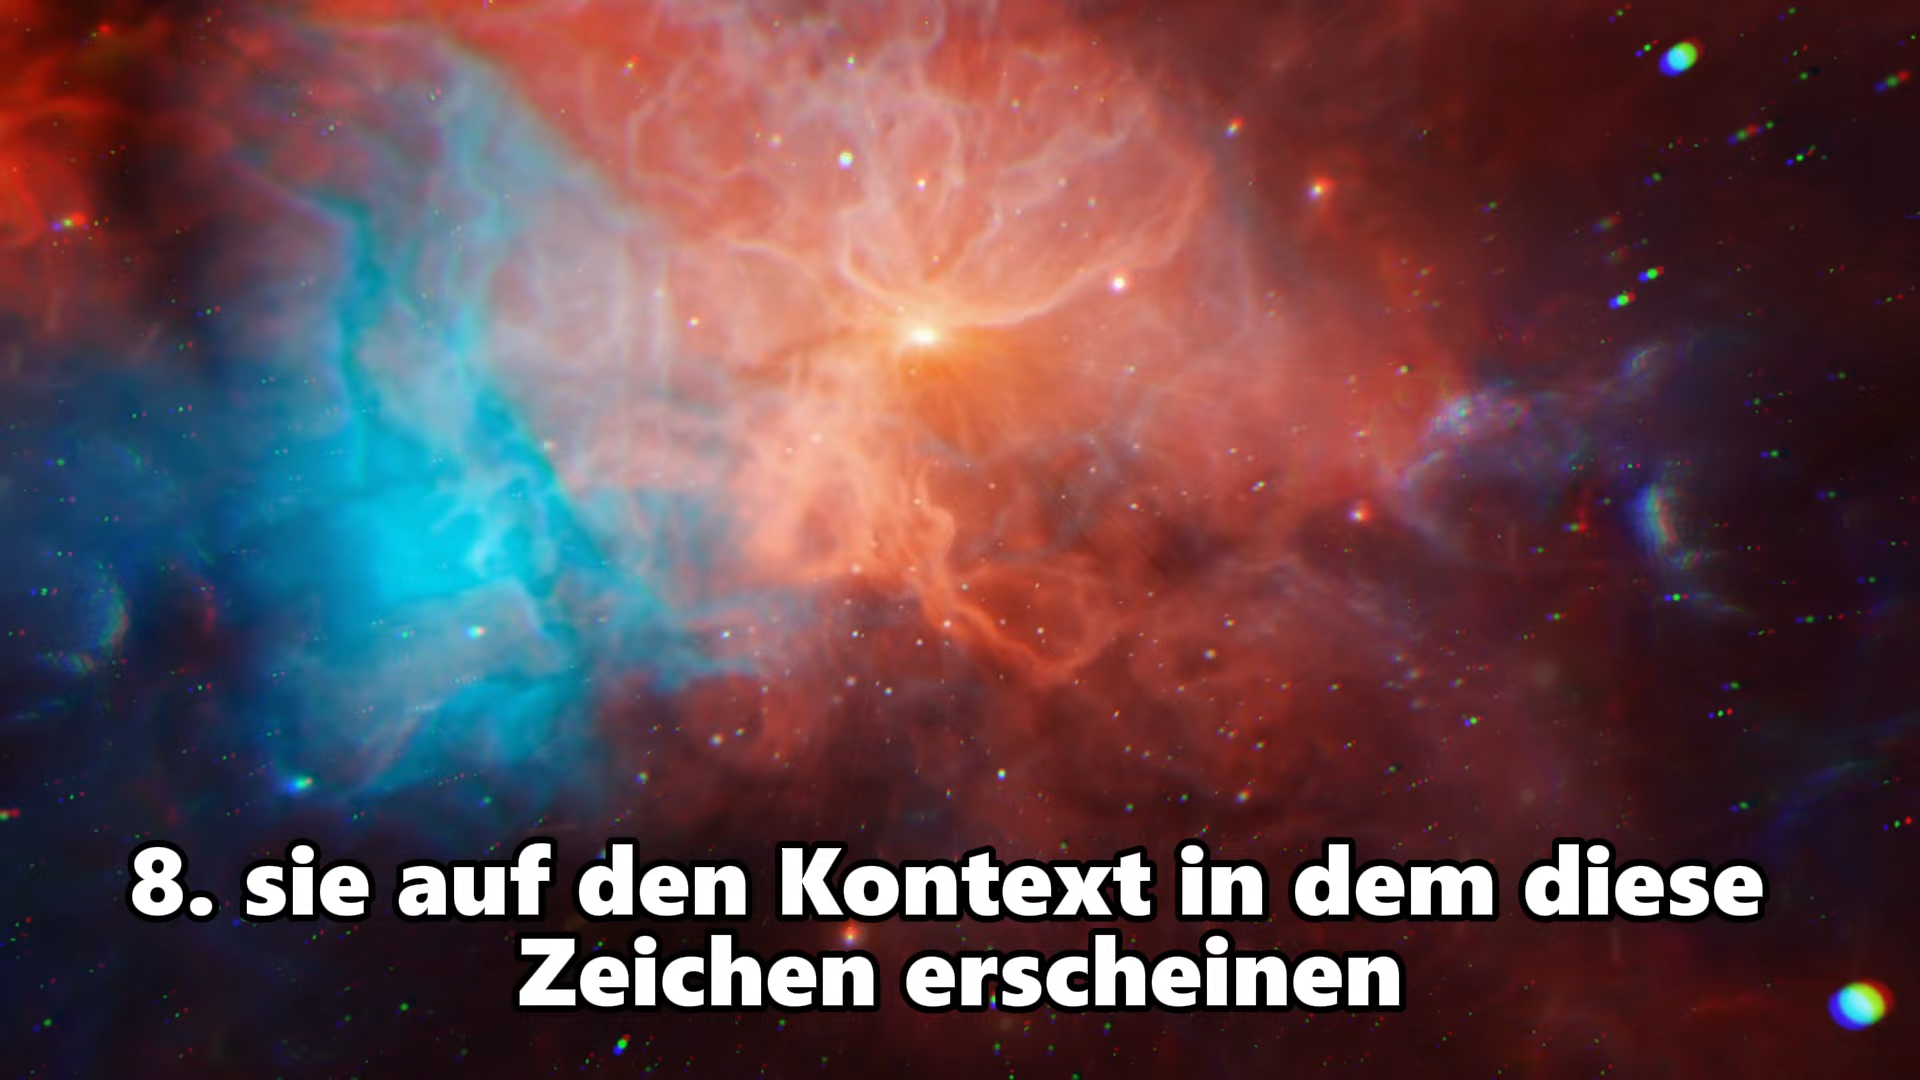 8. sie auf den Kontext in dem diese
Zeichen erscheinen